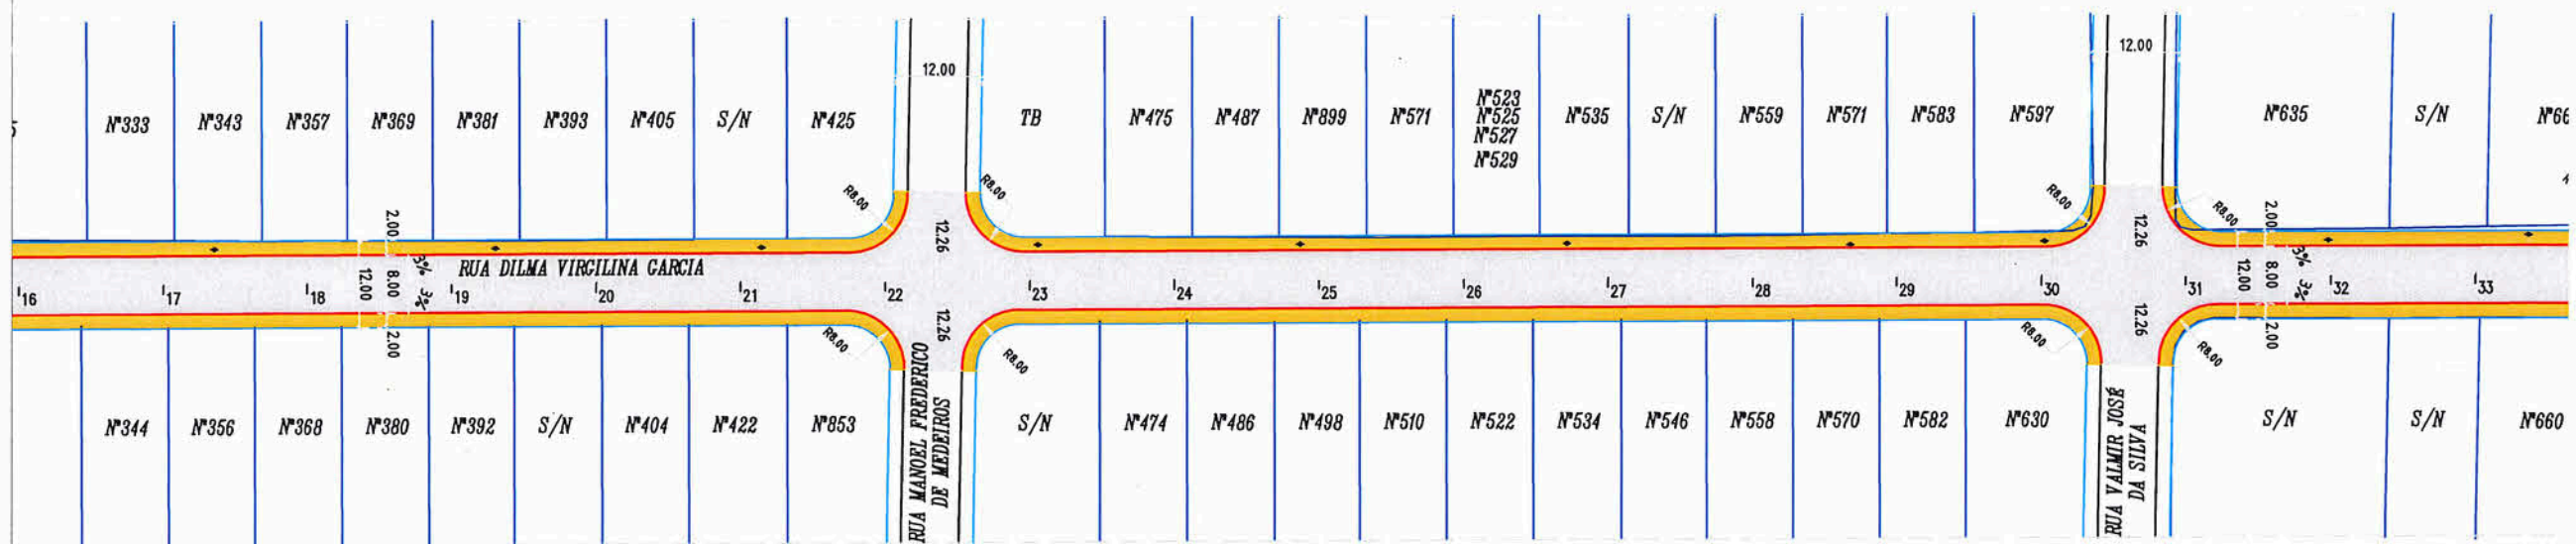 12.00
12.00
N°333
N°343
N°357
N°369
N°381
N°393
N°405
S/N
N°425
TB
N°475
N°487
N°899
N°571
N°523
N°525
N°527
N°529
N°535
S/N
N°559
N°571
N°583
N°597
N°635
S/N
R8.00
R8.00
R8.00
R8.00
2.00
12.26
12.26
2.00
RUA DILMA VIRGILINA GARCIA
12.00
8.00
3%
3%
12.00
8.00
3%
3%
16
17
18
19
20
21
22
23
24
25
26
27
28
29
30
31
32
33
2.00
12.26
12.26
2.00
R8.00
R8.00
R8.00
R8.00
N°344
N°356
N°368
N°380
N°392
S/N
N°404
N°422
N°853
RUA MANOEL FREDERICO
DE MEDEIROS
S/N
N°474
N°486
N°498
N°510
N°522
N°534
N°546
N°558
N°570
N°582
N°630
RUA VALMIR JOSÉ
DA SILVA
S/N
S/N
N°660